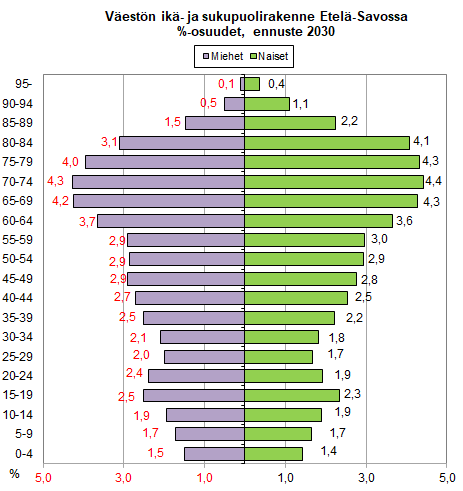 Väestön ikä- ja sukupuolirakenne Etelä-Savossa
%-osuudet, ennuste 2030
Miehet Naiset
95- 0,1 0,4
90-94 0,5 1,1
85-89 1,5 2,2
80-84 3,1 4,1
75-79 4,0 4,3
70-74 4,3 4,4
65-69 4,2 4,3
60-64 3,7 3,6
55-59 2,9 3,0
50-54 2,9 2,9
45-49 2,9 2,8
40-44 2,7 2,5
35-39 2,5 2,2
30-34 2,1 1,8
25-29 2,0 1,7
20-24 2,4 1,9
15-19 2,5 2,3
10-14 1,9 1,9
5-9 1,7 1,7
0-4 1,5 1,4
% 5,0 3,0 1,0 1,0 3,0 5,0